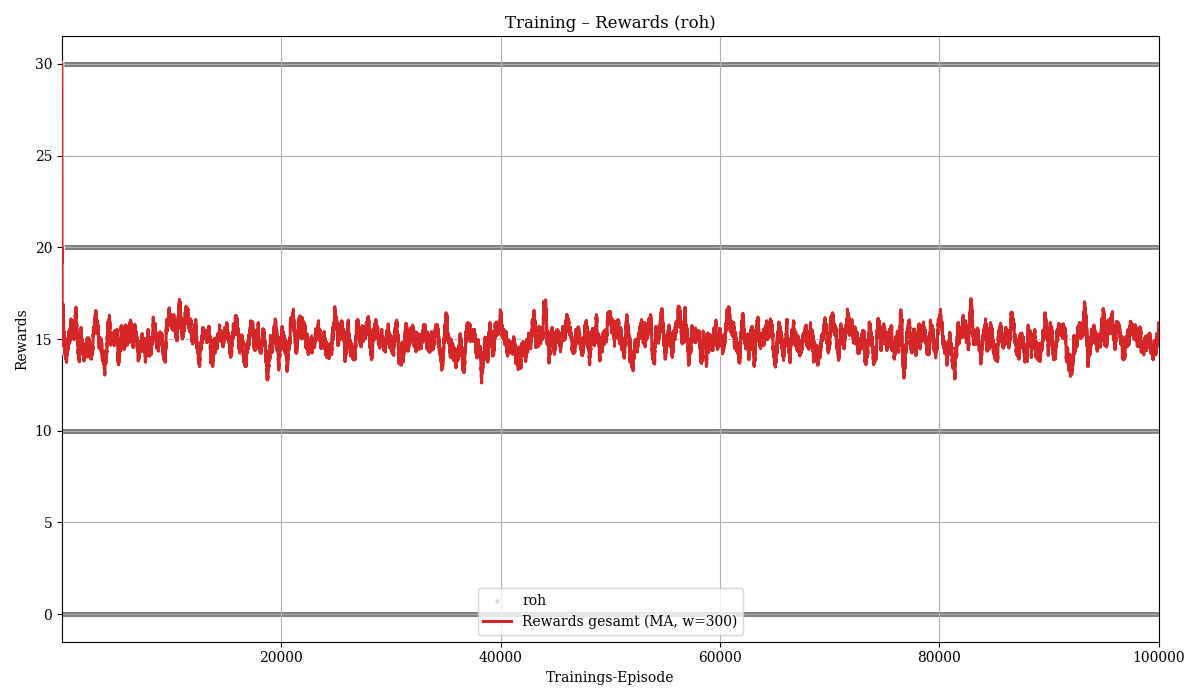 Training – Rewards (roh)
Rewards
30
25
20
15
10
5
0
roh
Rewards gesamt (MA, w=300)
20000
40000
60000
80000
100000
Trainings-Episode